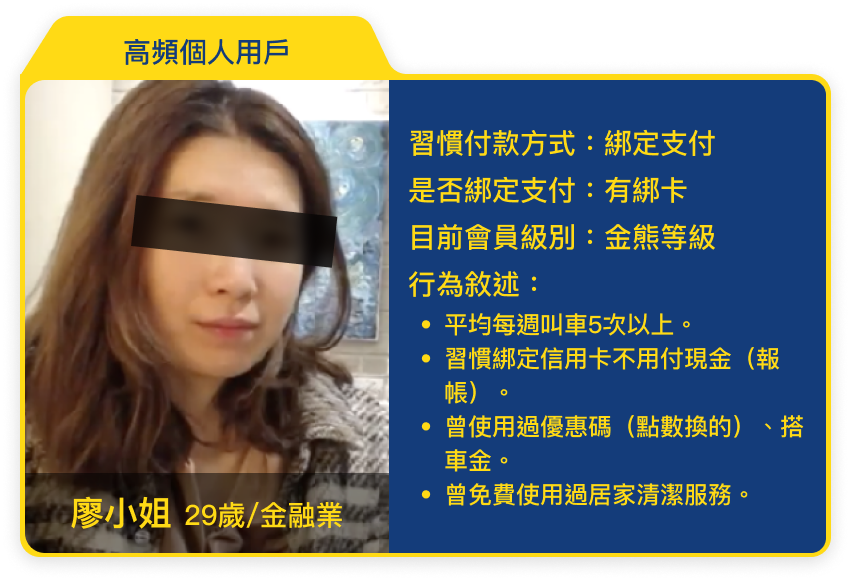 高頻個人用戶
廖小姐 29歲/金融業
習慣付款方式：綁定支付
是否綁定支付：有綁卡
目前會員級別：金熊等級
行為敘述：
• 平均每週叫車5次以上。
• 習慣綁定信用卡不用付現金（報
帳）。
• 曾使用過優惠碼（點數換的）、搭
車金。
• 曾免費使用過居家清潔服務。